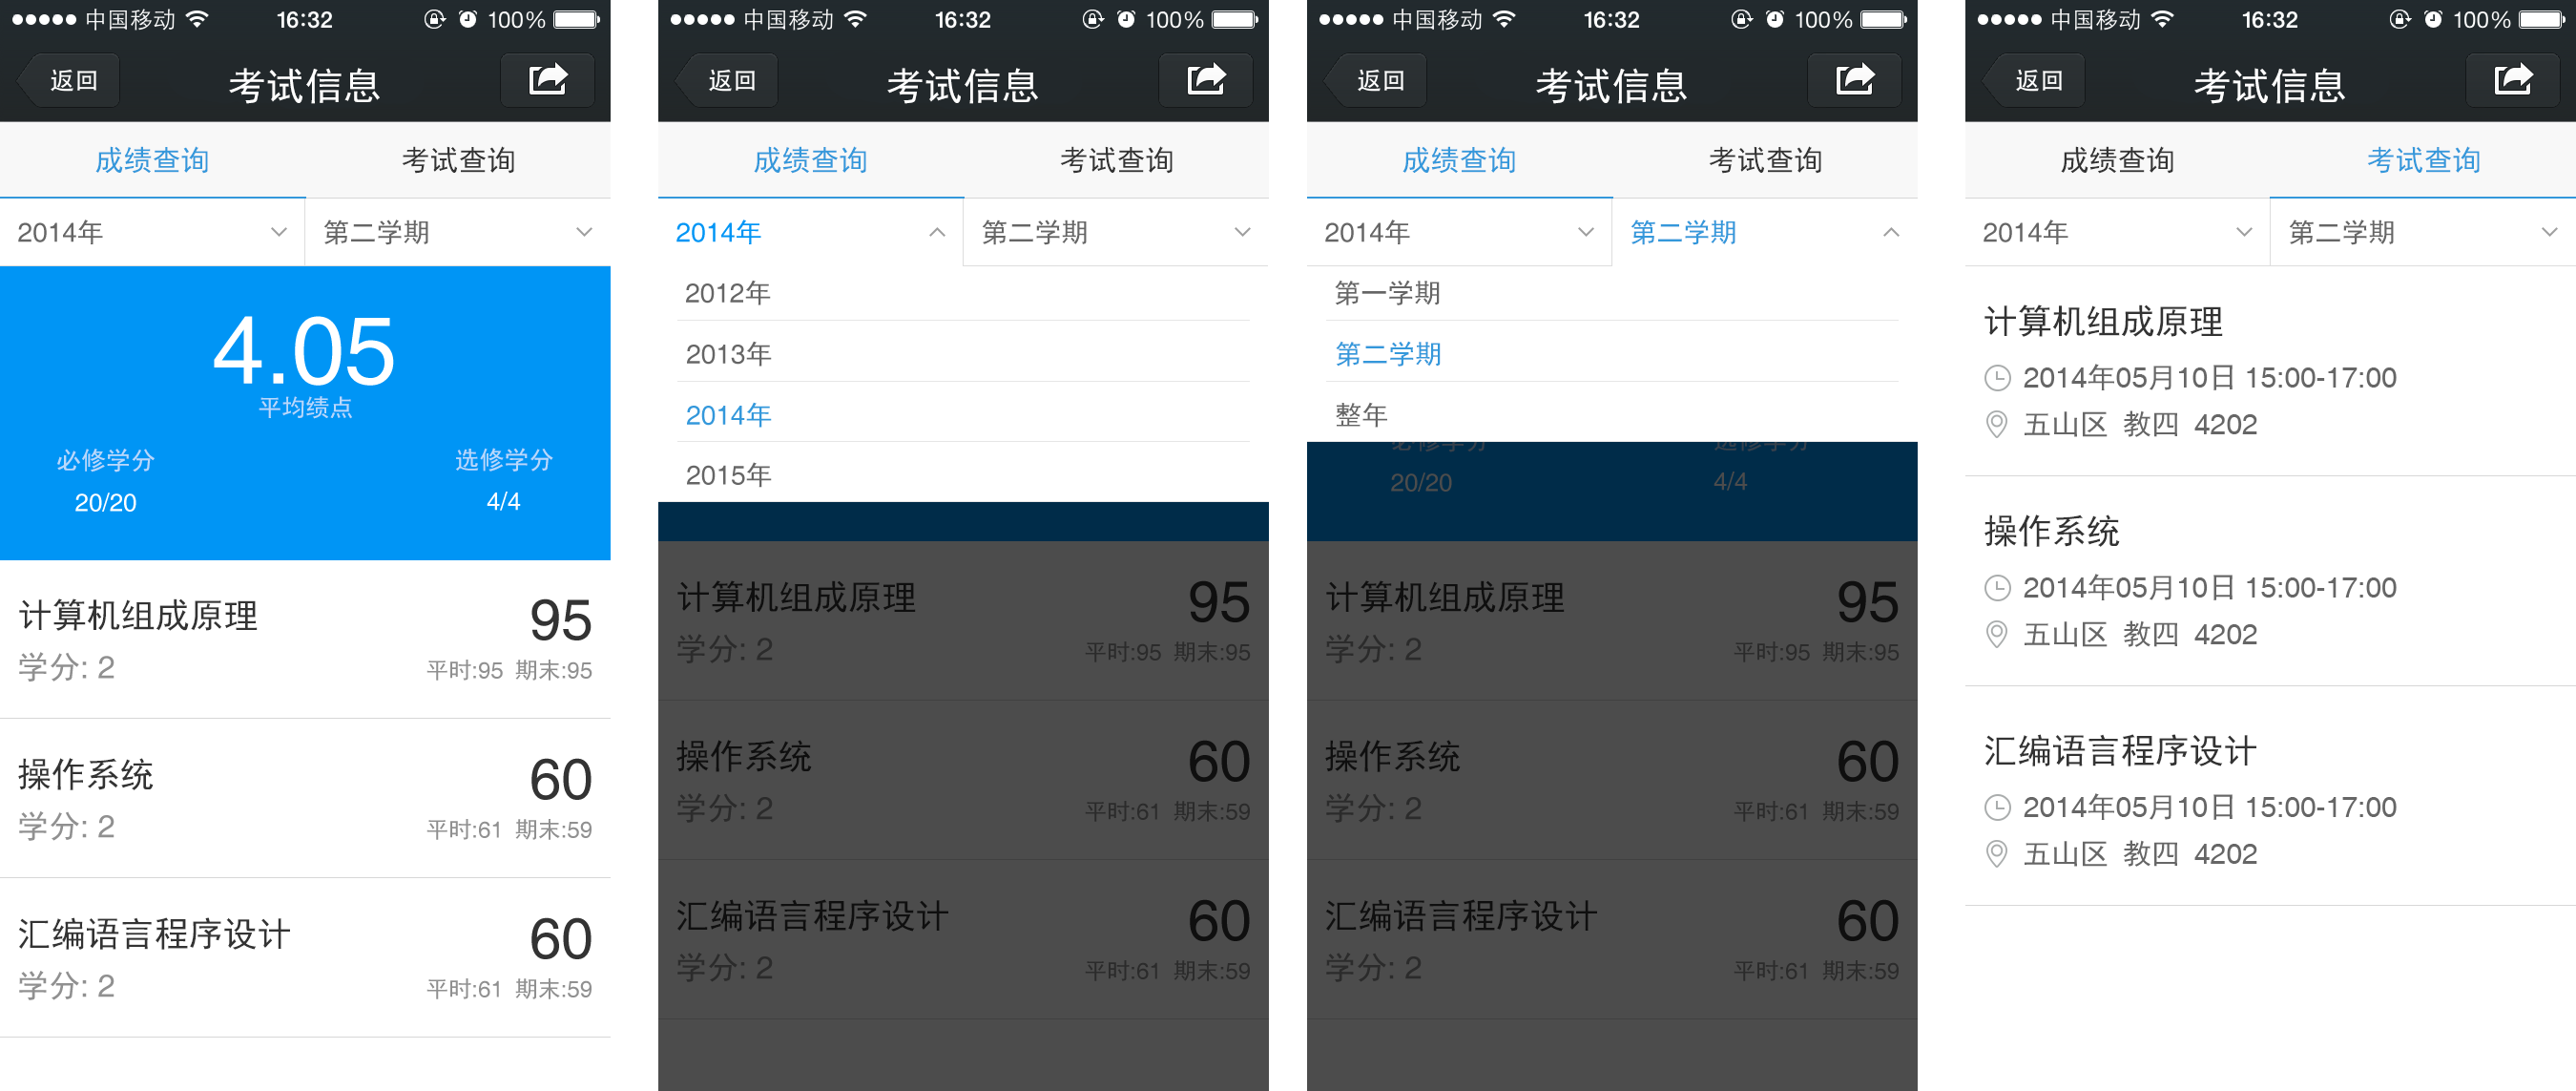 中国移动 16:32 100%
返回 考试信息
成绩查询 考试查询
2014年 第二学期
4.05
平均绩点
必修学分 选修学分
20/20 4/4
计算机组成原理 95
学分: 2 平时:95 期末:95
操作系统 60
学分: 2 平时:61 期末:59
汇编语言程序设计 60
学分: 2 平时:61 期末:59
中国移动 16:32 100%
返回 考试信息
成绩查询 考试查询
2014年 第二学期
2012年
2013年
2014年
2015年
计算机组成原理 95
学分: 2 平时:95 期末:95
操作系统 60
学分: 2 平时:61 期末:59
汇编语言程序设计 60
学分: 2 平时:61 期末:59
中国移动 16:32 100%
返回 考试信息
成绩查询 考试查询
2014年 第二学期
第一学期
第二学期
整年
必修学分 选修学分
20/20 4/4
计算机组成原理 95
学分: 2 平时:95 期末:95
操作系统 60
学分: 2 平时:61 期末:59
汇编语言程序设计 60
学分: 2 平时:61 期末:59
中国移动 16:32 100%
返回 考试信息
成绩查询 考试查询
2014年 第二学期
计算机组成原理
2014年05月10日 15:00-17:00
五山区 教四 4202
操作系统
2014年05月10日 15:00-17:00
五山区 教四 4202
汇编语言程序设计
2014年05月10日 15:00-17:00
五山区 教四 4202